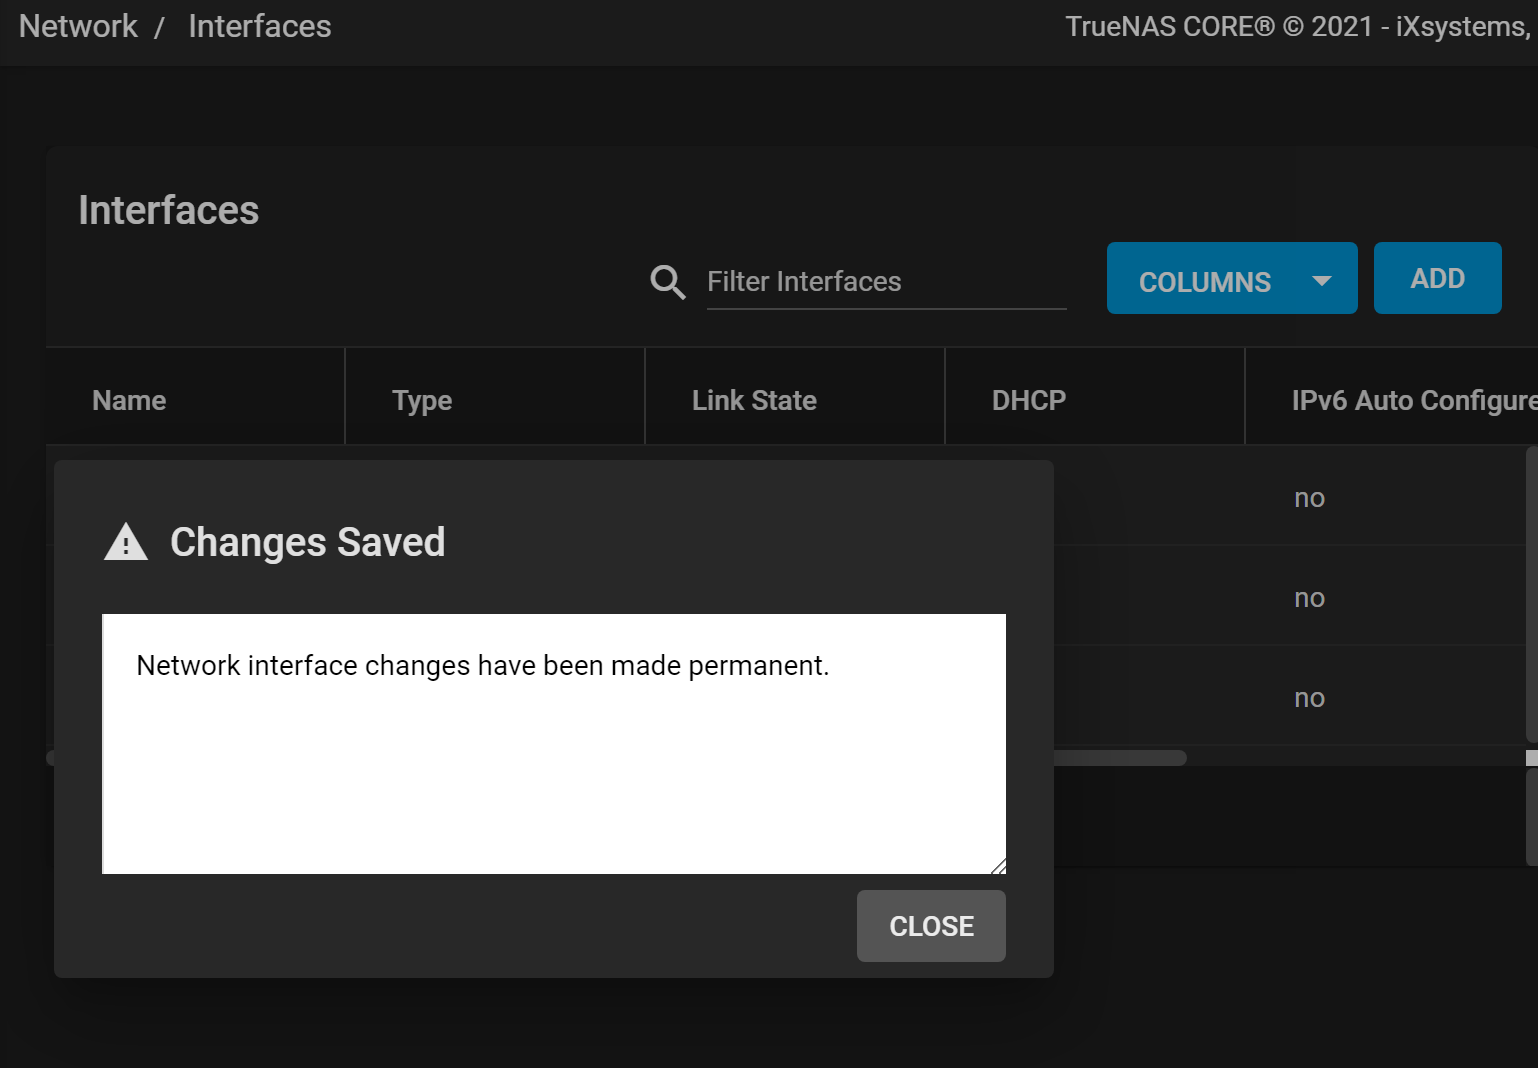 Network / Interfaces
TrueNAS CORE® © 2021 - iXsystems,
Interfaces
Filter Interfaces
COLUMNS
ADD
Name Type Link State DHCP IPv6 Auto Configure
no
no
no
Changes Saved
Network interface changes have been made permanent.
CLOSE